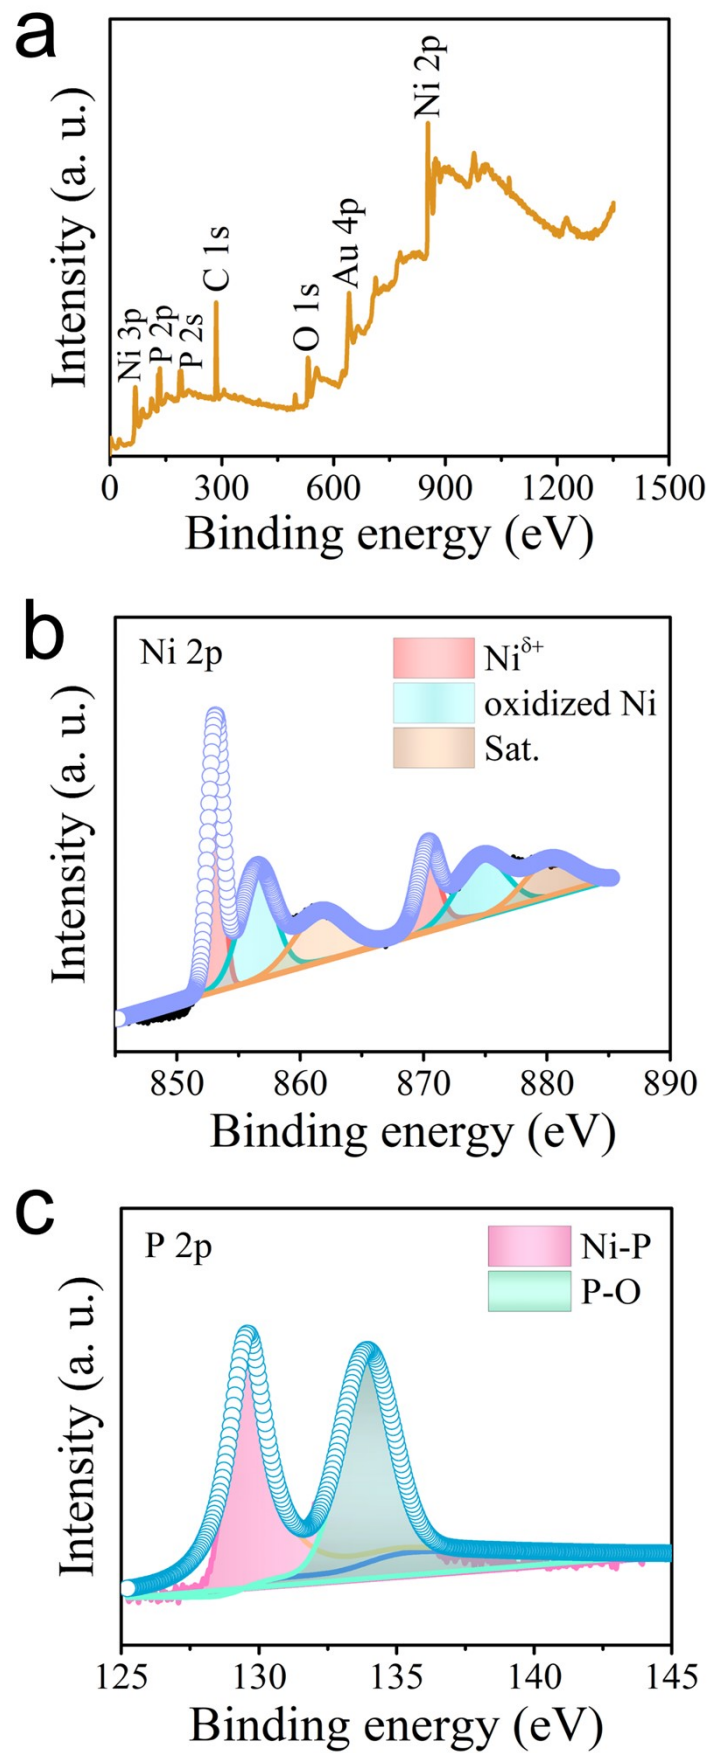 a
Intensity (a. u.)
Ni 3p
P 2p
P 2s
C 1s
O 1s
Au 4p
Ni 2p
0 300 600 900 1200 1500
Binding energy (eV)
b
Intensity (a. u.)
Ni 2p
Niδ+
oxidized Ni
Sat.
850 860 870 880 890
Binding energy (eV)
c
Intensity (a. u.)
P 2p
Ni-P
P-O
125 130 135 140 145
Binding energy (eV)